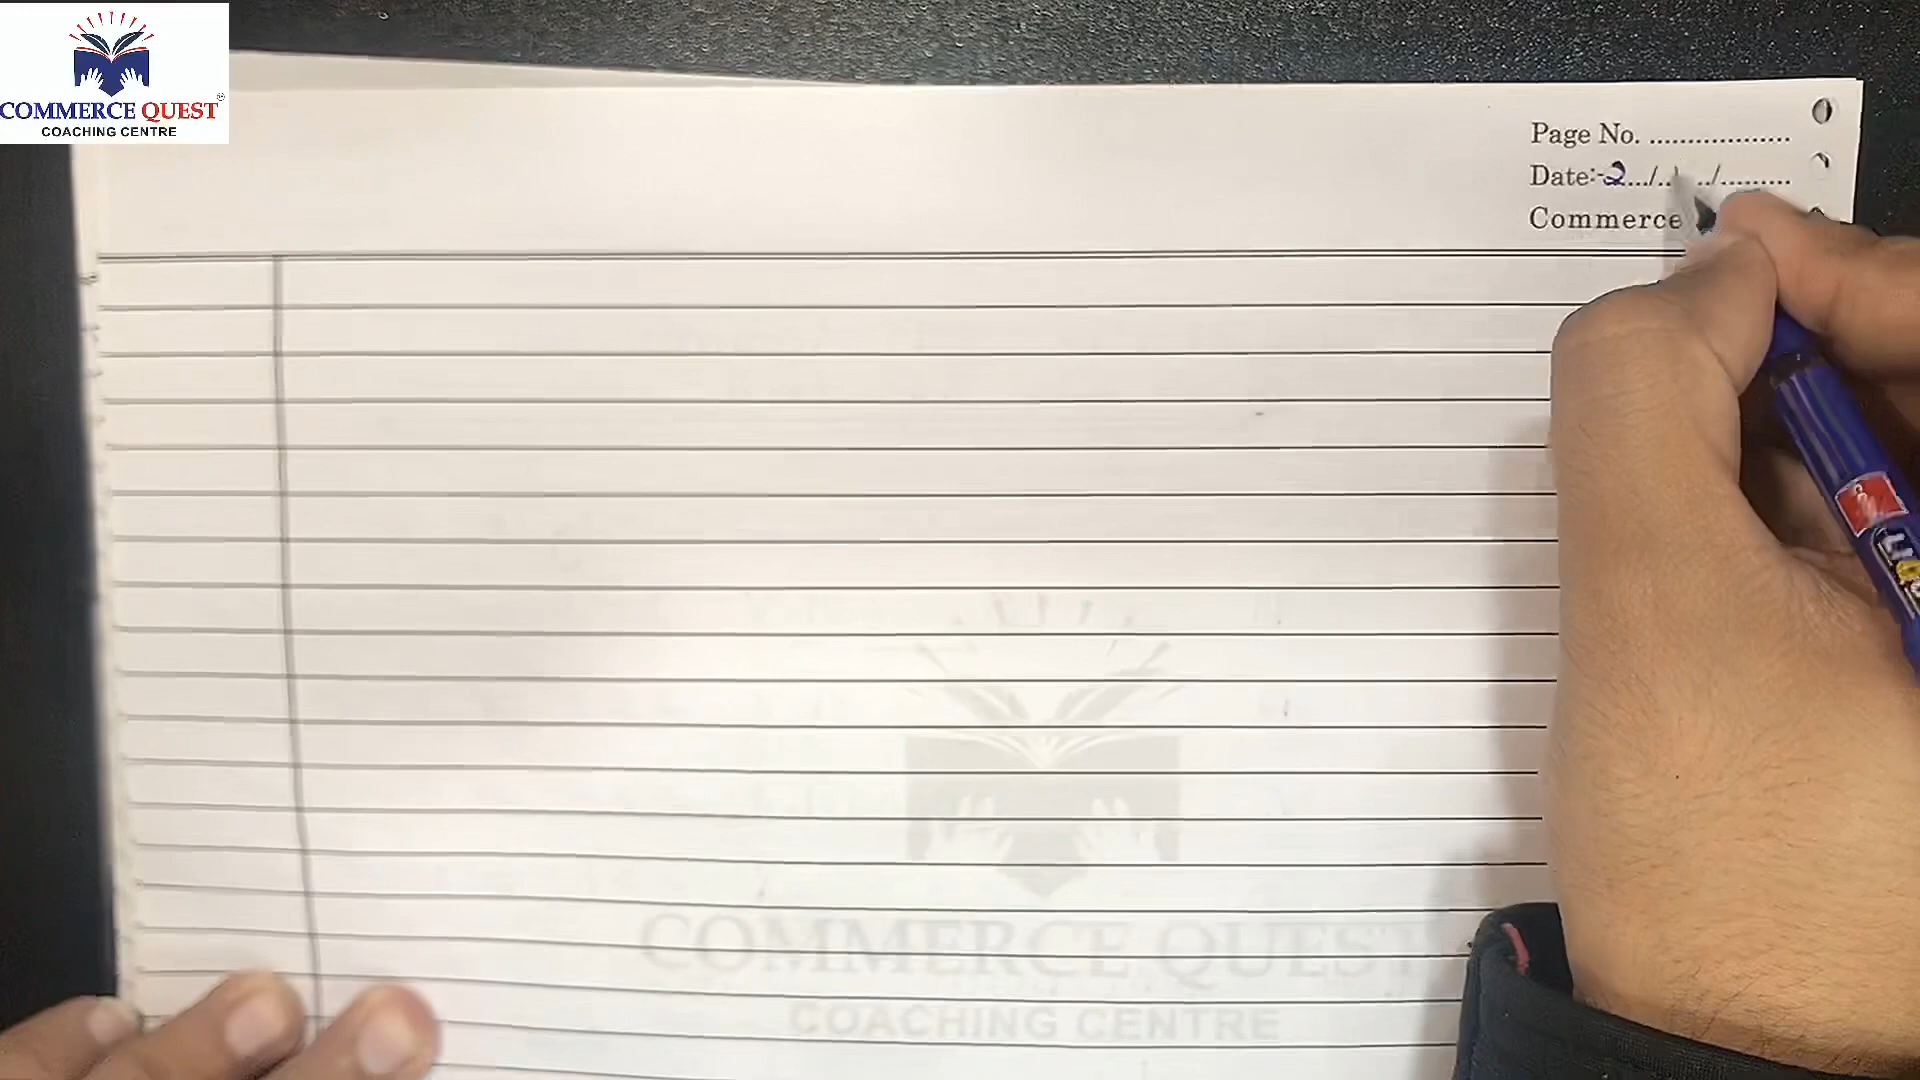 COMMERCE QUEST
COACHING CENTRE
Page No. ..................
Date:-2.../..\../.........
Commerce
COMMERCE QUEST
COACHING CENTRE